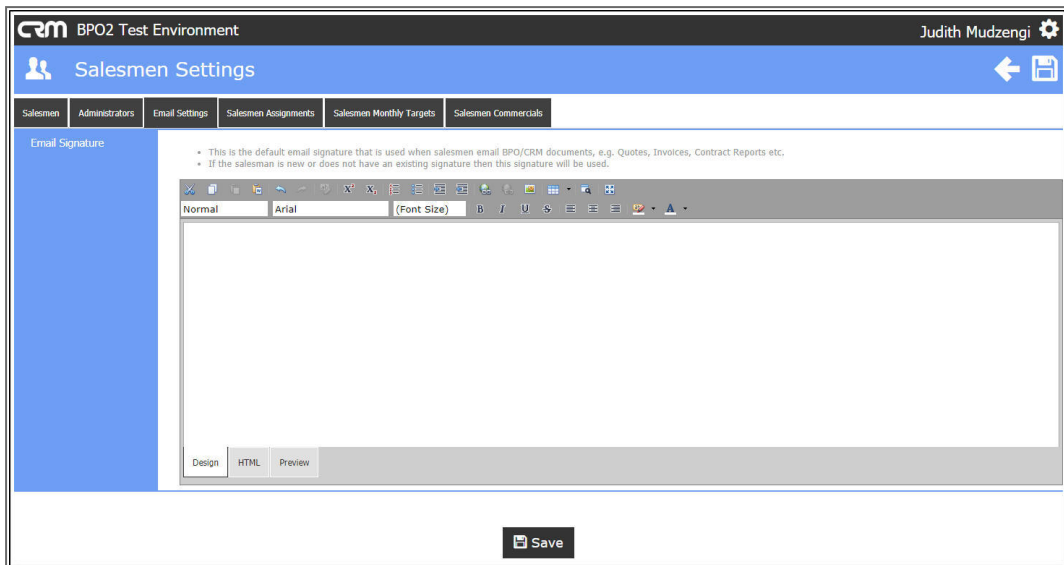 CRM BPO2 Test Environment Judith Mudzengi
Salesmen Settings
Salesmen Administrators Email Settings Salesmen Assignments Salesmen Monthly Targets Salesmen Commercials
Email Signature
• This is the default email signature that is used when salesmen email BPO/CRM documents, e.g. Quotes, Invoices, Contract Reports etc.
• If the salesman is new or does not have an existing signature then this signature will be used.
Normal Arial (Font Size) B I U S A
Design HTML Preview
Save